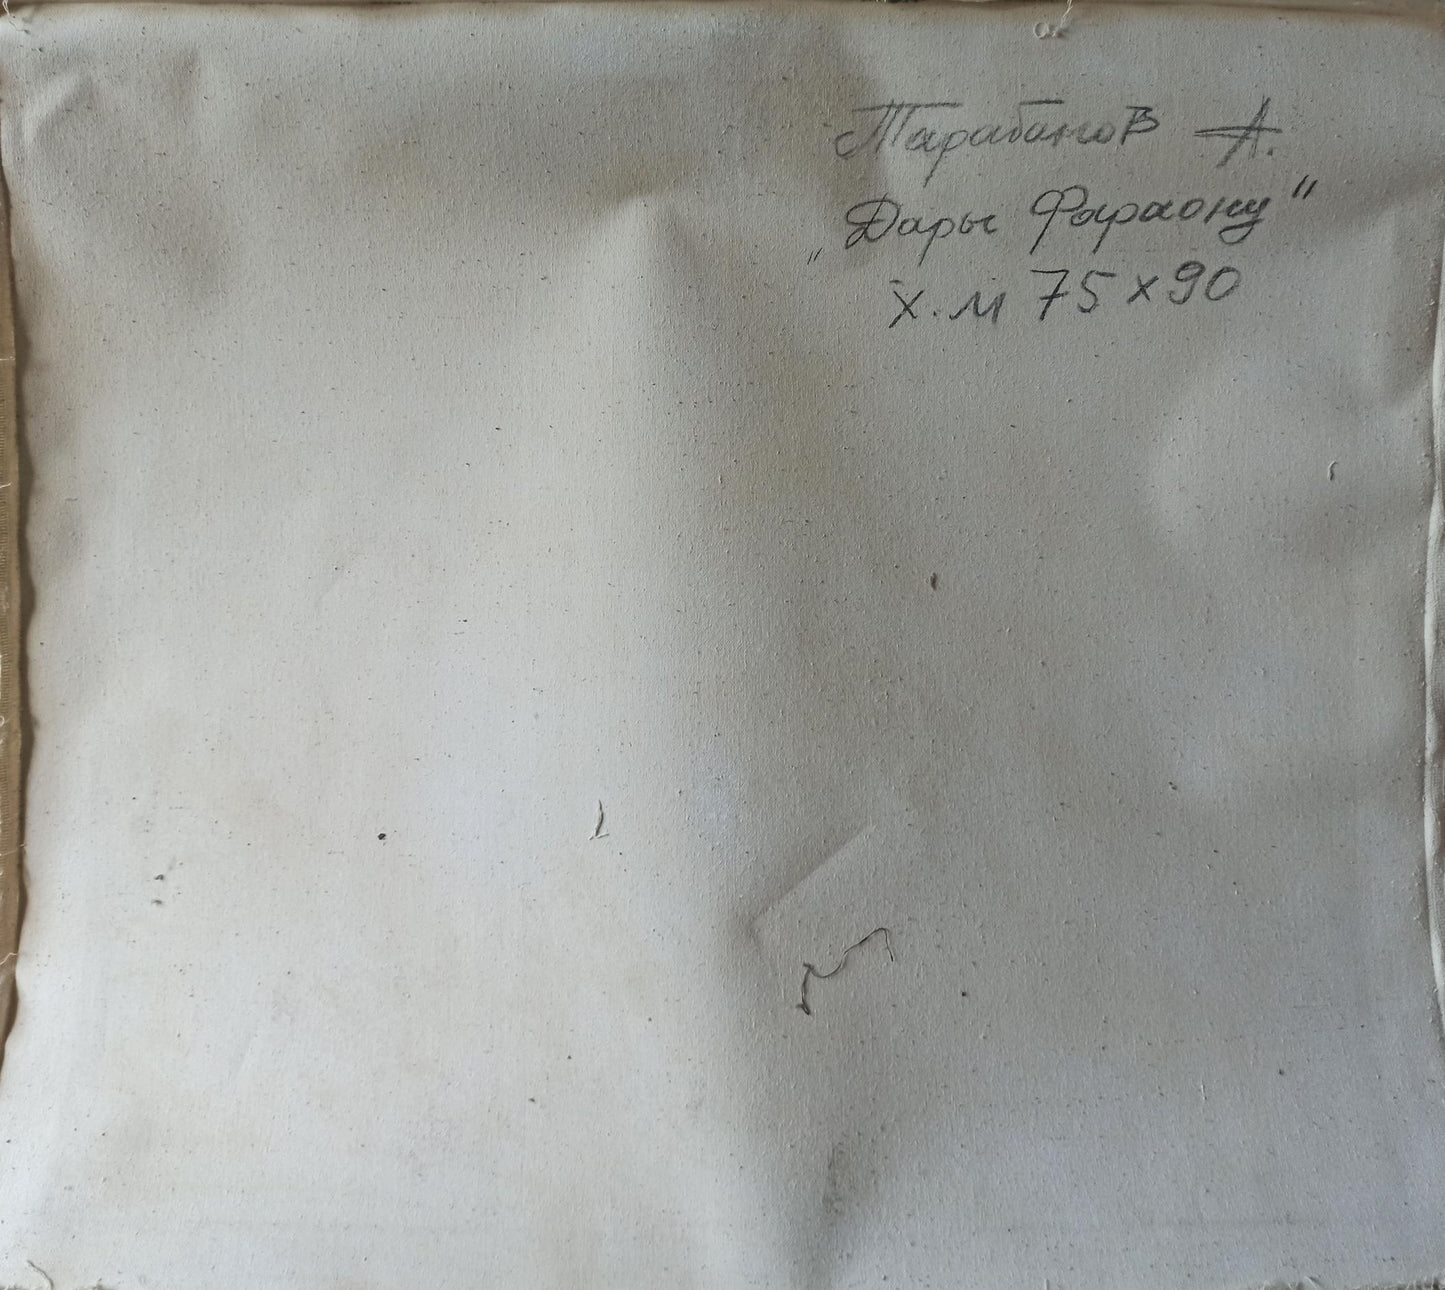 Тарабанов А.
„Дары Фараону"
х.м 75 х 90